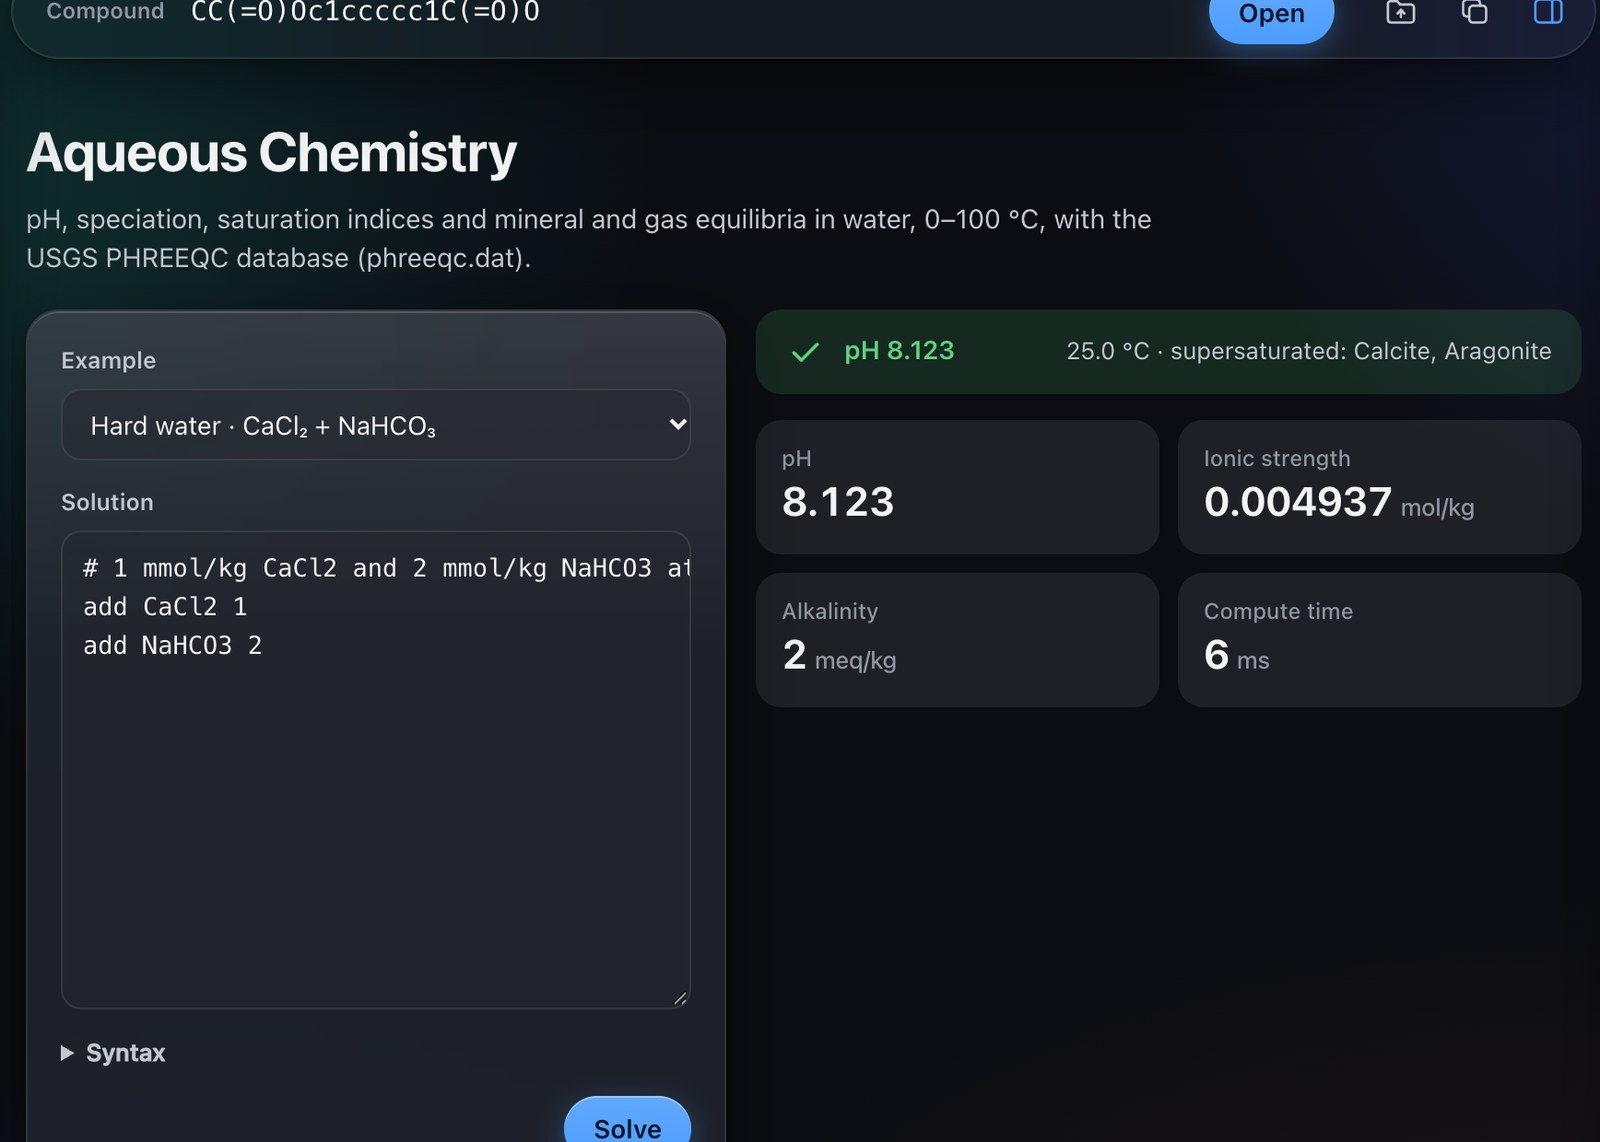 Compound CC(=O)Oc1ccccc1C(=O)O Open
Aqueous Chemistry
pH, speciation, saturation indices and mineral and gas equilibria in water, 0–100 °C, with the
USGS PHREEQC database (phreeqc.dat).
Example
Hard water · CaCl₂ + NaHCO₃
Solution
# 1 mmol/kg CaCl2 and 2 mmol/kg NaHCO3 at
add CaCl2 1
add NaHCO3 2
Syntax
Solve
pH 8.123 25.0 °C · supersaturated: Calcite, Aragonite
pH
8.123
Ionic strength
0.004937 mol/kg
Alkalinity
2 meq/kg
Compute time
6 ms